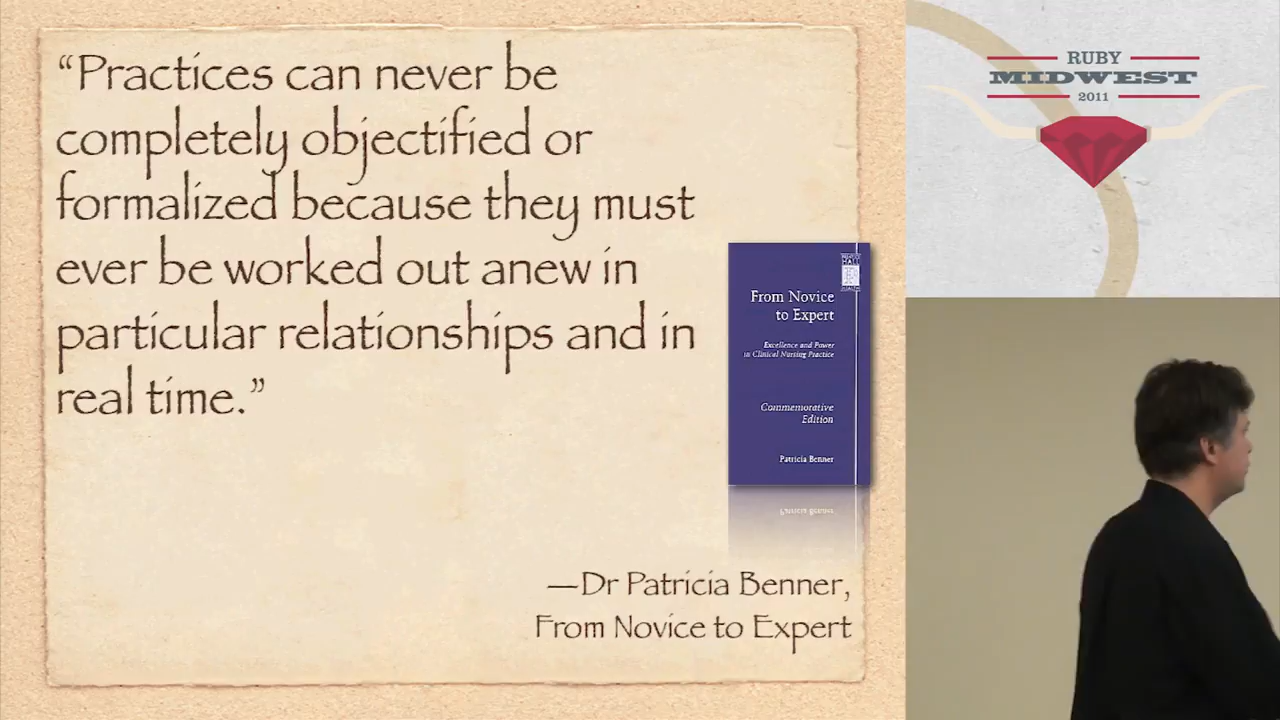 “Practices can never be
completely objectified or
formalized because they must
ever be worked out anew in
particular relationships and in
real time.”
From Novice
to Expert
Excellence and Power
in Clinical Nursing Practice
Commemorative
Edition
Patricia Benner
—Dr Patricia Benner,
From Novice to Expert
RUBY
MIDWEST
2011